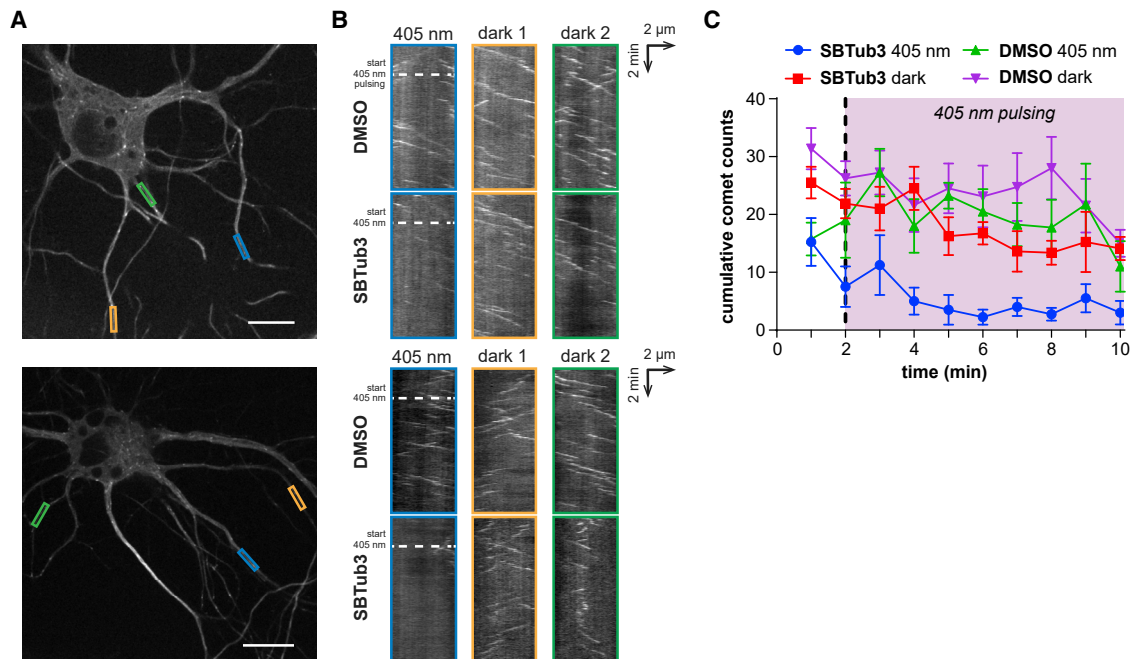 A
B
C
405 nm dark 1 dark 2
2 µm
2 min
start
405 nm
pulsing
DMSO
start
405 nm
SBTub3
405 nm dark 1 dark 2
2 µm
2 min
start
405 nm
DMSO
start
405 nm
SBTub3
SBTub3 405 nm DMSO 405 nm
SBTub3 dark DMSO dark
405 nm pulsing
cumulative comet counts
40
30
20
10
0
0 2 4 6 8 10
time (min)